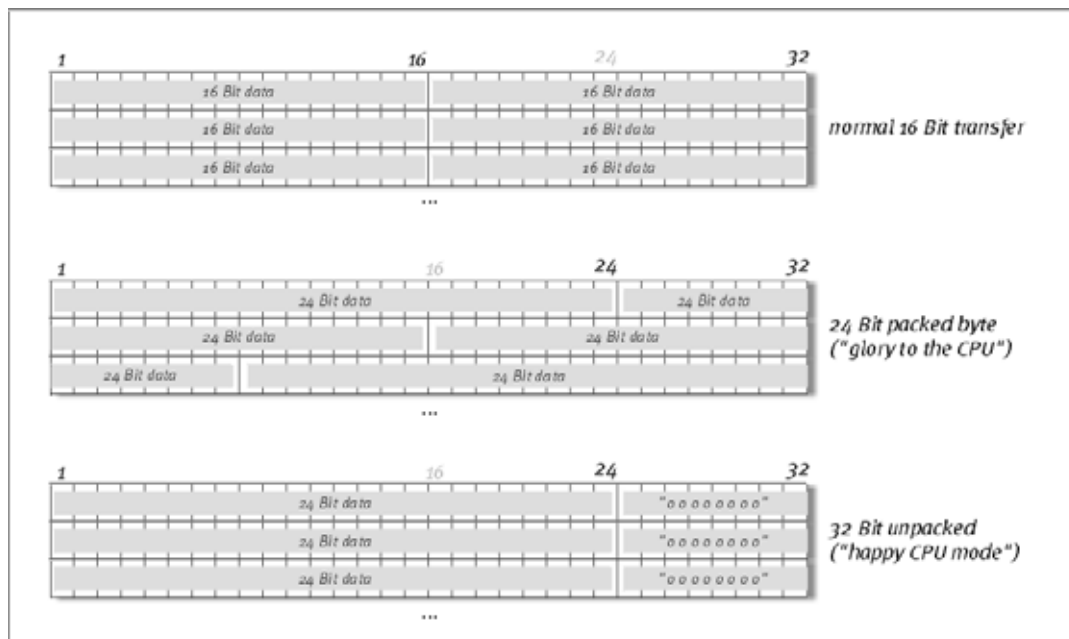 1 16 24 32
16 Bit data 16 Bit data
16 Bit data 16 Bit data
16 Bit data 16 Bit data
normal 16 Bit transfer
...
1 16 24 32
24 Bit data 24 Bit data
24 Bit data 24 Bit data
24 Bit data 24 Bit data
24 Bit packed byte
("glory to the CPU")
...
1 16 24 32
24 Bit data "0 0 0 0 0 0 0 0"
24 Bit data "0 0 0 0 0 0 0 0"
24 Bit data "0 0 0 0 0 0 0 0"
32 Bit unpacked
("happy CPU mode")
...